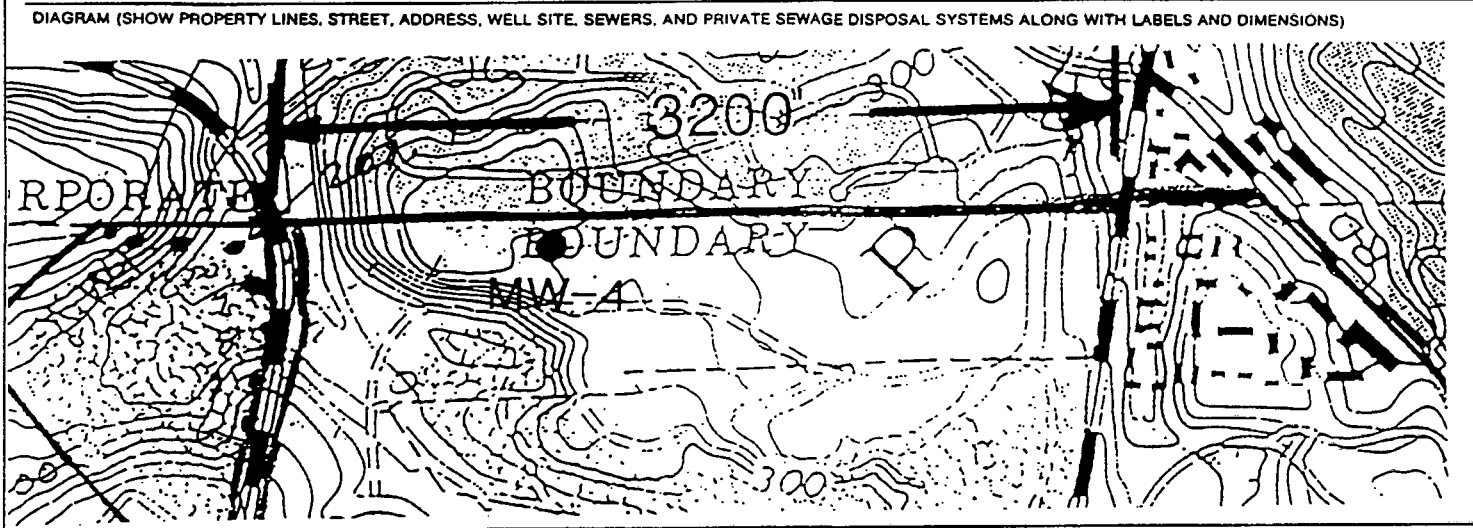 DIAGRAM (SHOW PROPERTY LINES, STREET, ADDRESS, WELL SITE, SEWERS, AND PRIVATE SEWAGE DISPOSAL SYSTEMS ALONG WITH LABELS AND DIMENSIONS)
300
3200'
RPORATE BOUNDARY
BOUNDARY
P O
MW-A
300